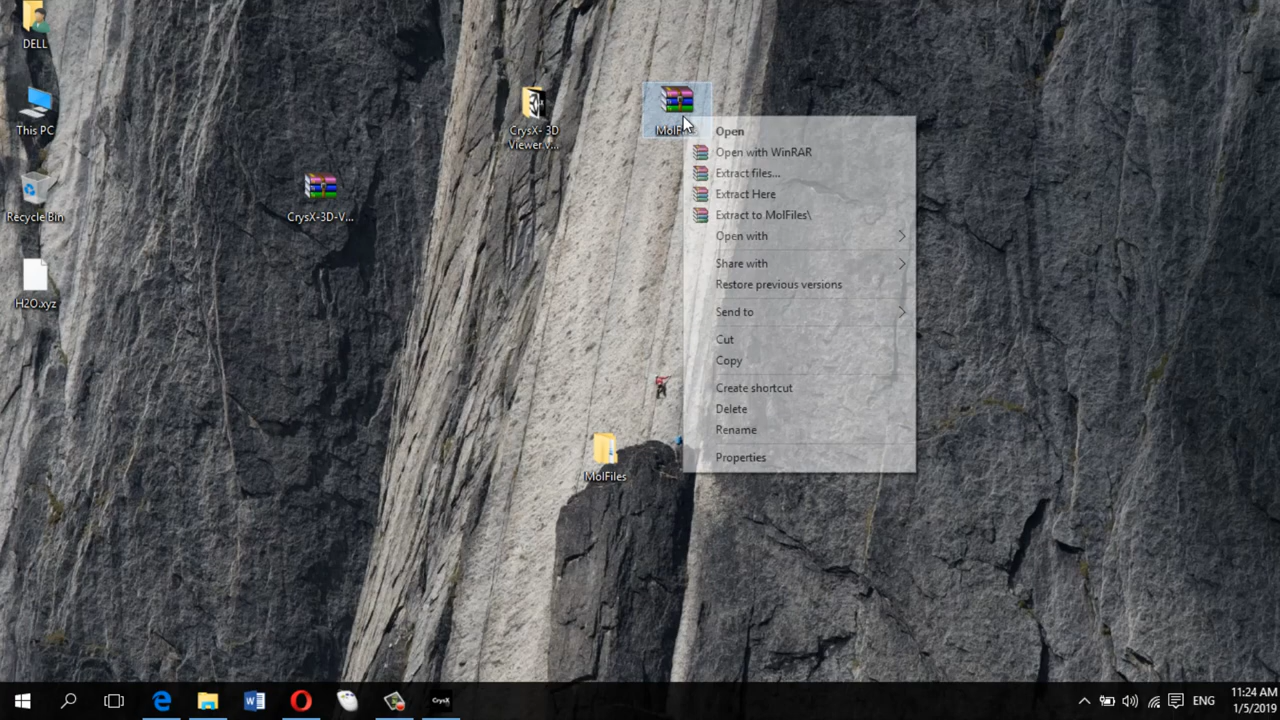 DELL
This PC
Recycle Bin
H2O.xyz
CrysX-3D-V...
CrysX- 3D
Viewer v...
Open
Open with WinRAR
Extract files...
Extract Here
Extract to MolFiles\
Open with
Share with
Restore previous versions
Send to
Cut
Copy
Create shortcut
Delete
Rename
Properties
MolFiles
CrysX
ENG
11:24 AM
1/5/2019